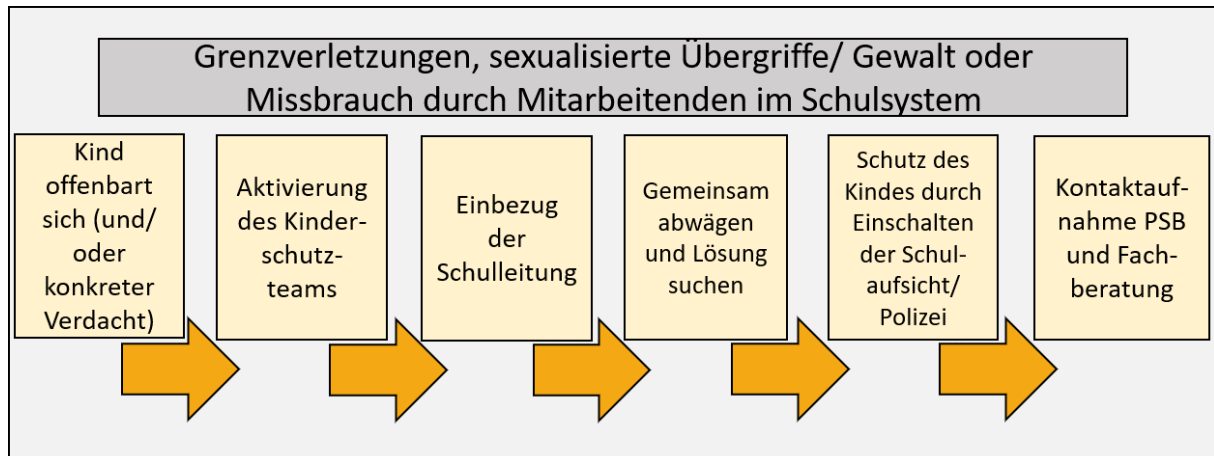 Grenzverletzungen, sexualisierte Übergriffe/ Gewalt oder
Missbrauch durch Mitarbeitenden im Schulsystem
Kind
offenbart
sich (und/
oder
konkreter
Verdacht)
Aktivierung
des Kinder-
schutz-
teams
Einbezug
der
Schulleitung
Gemeinsam
abwägen
und Lösung
suchen
Schutz des
Kindes durch
Einschalten
der Schul-
aufsicht/
Polizei
Kontaktauf-
nahme PSB
und Fach-
beratung